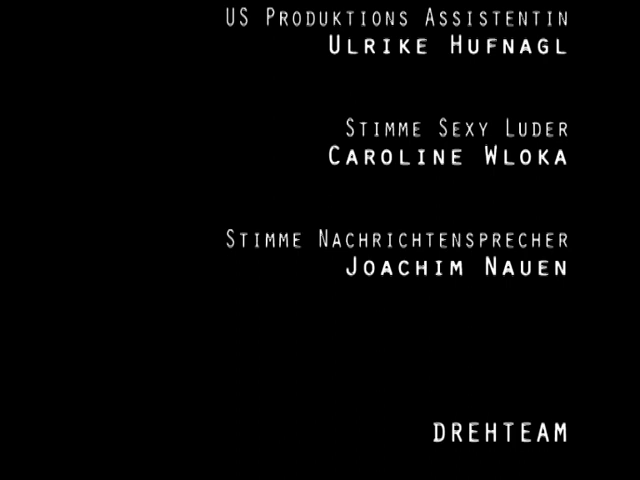 US Produktions Assistentin
Ulrike Hufnagl
Stimme Sexy Luder
Caroline Wloka
Stimme Nachrichtensprecher
Joachim Nauen
DREHTEAM